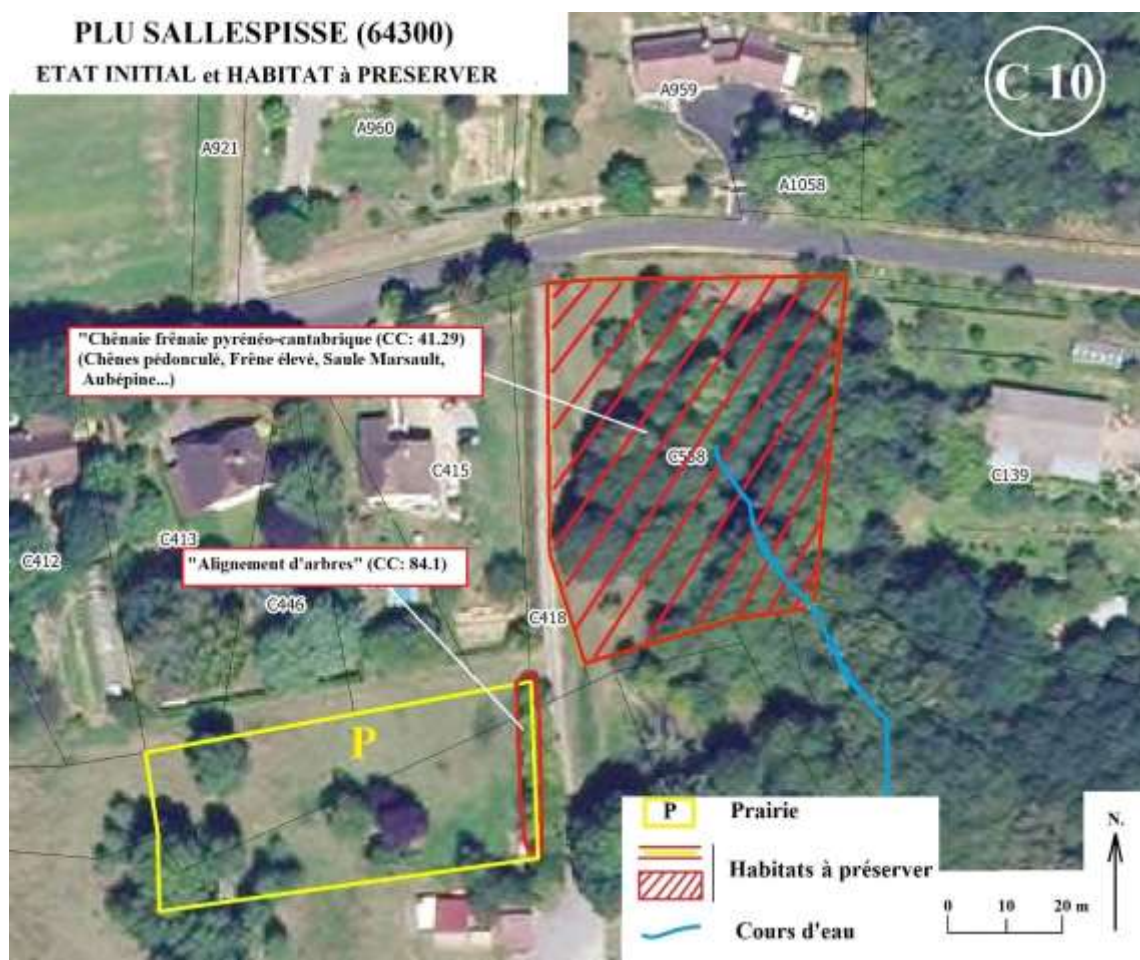 PLU SALLESPISSE (64300)
ETAT INITIAL et HABITAT à PRESERVER
C 10
A959
A960
A921
A1058
"Chênaie frênaie pyrénéo-cantabrique (CC: 41.29)
(Chênes pédonculé, Frêne élevé, Saule Marsault,
Aubépine...)
C415
C558
C139
C413
C412
"Alignement d'arbres" (CC: 84.1)
C446
C418
P
P Prairie
Habitats à préserver
Cours d'eau
N.
0 10 20 m